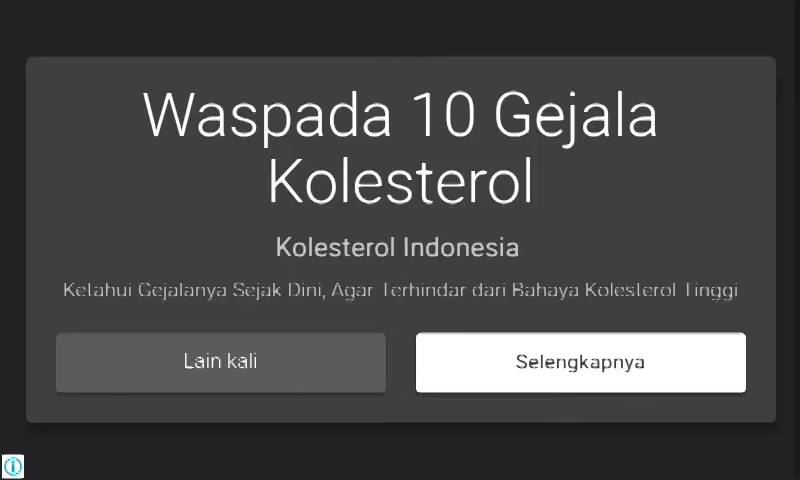 Waspada 10 Gejala
Kolesterol
Kolesterol Indonesia
Ketahui Gejalanya Sejak Dini, Agar Terhindar dari Bahaya Kolesterol Tinggi
Lain kali
Selengkapnya